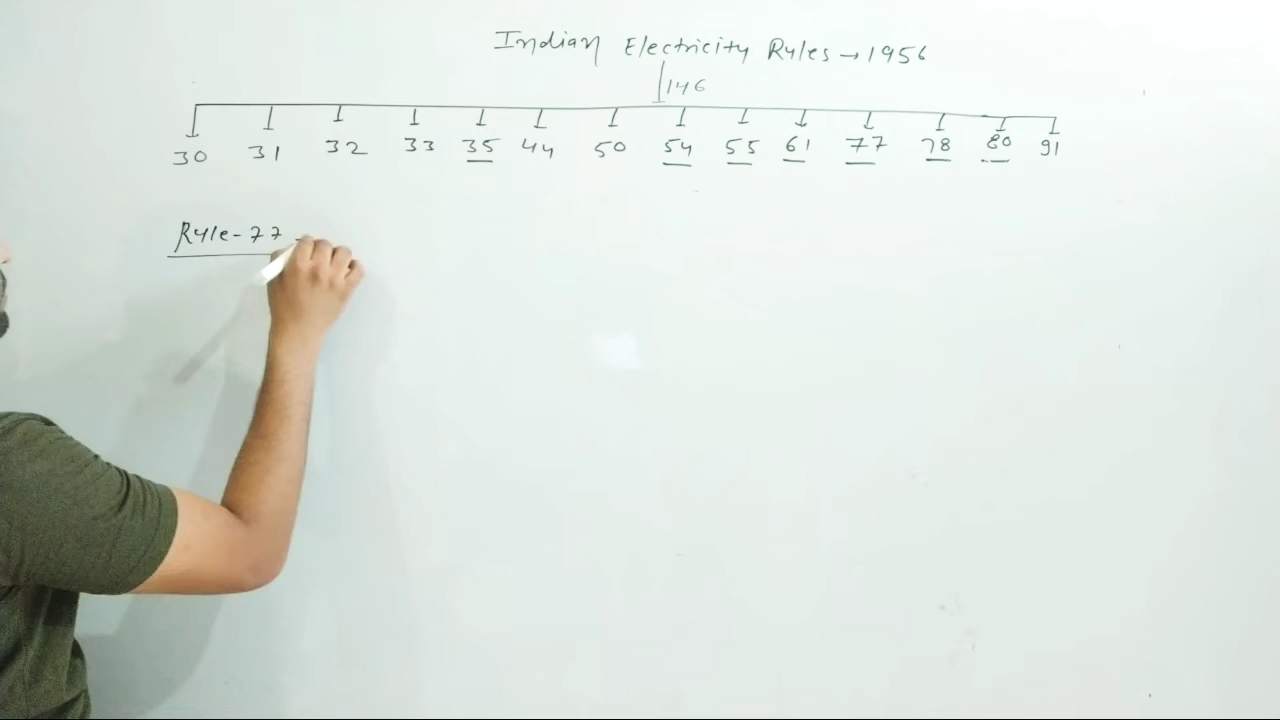 Indian Electricity Rules → 1956
146
30 31 32 33 35 44 50 54 55 61 77 78 80 91
Rule-77 -